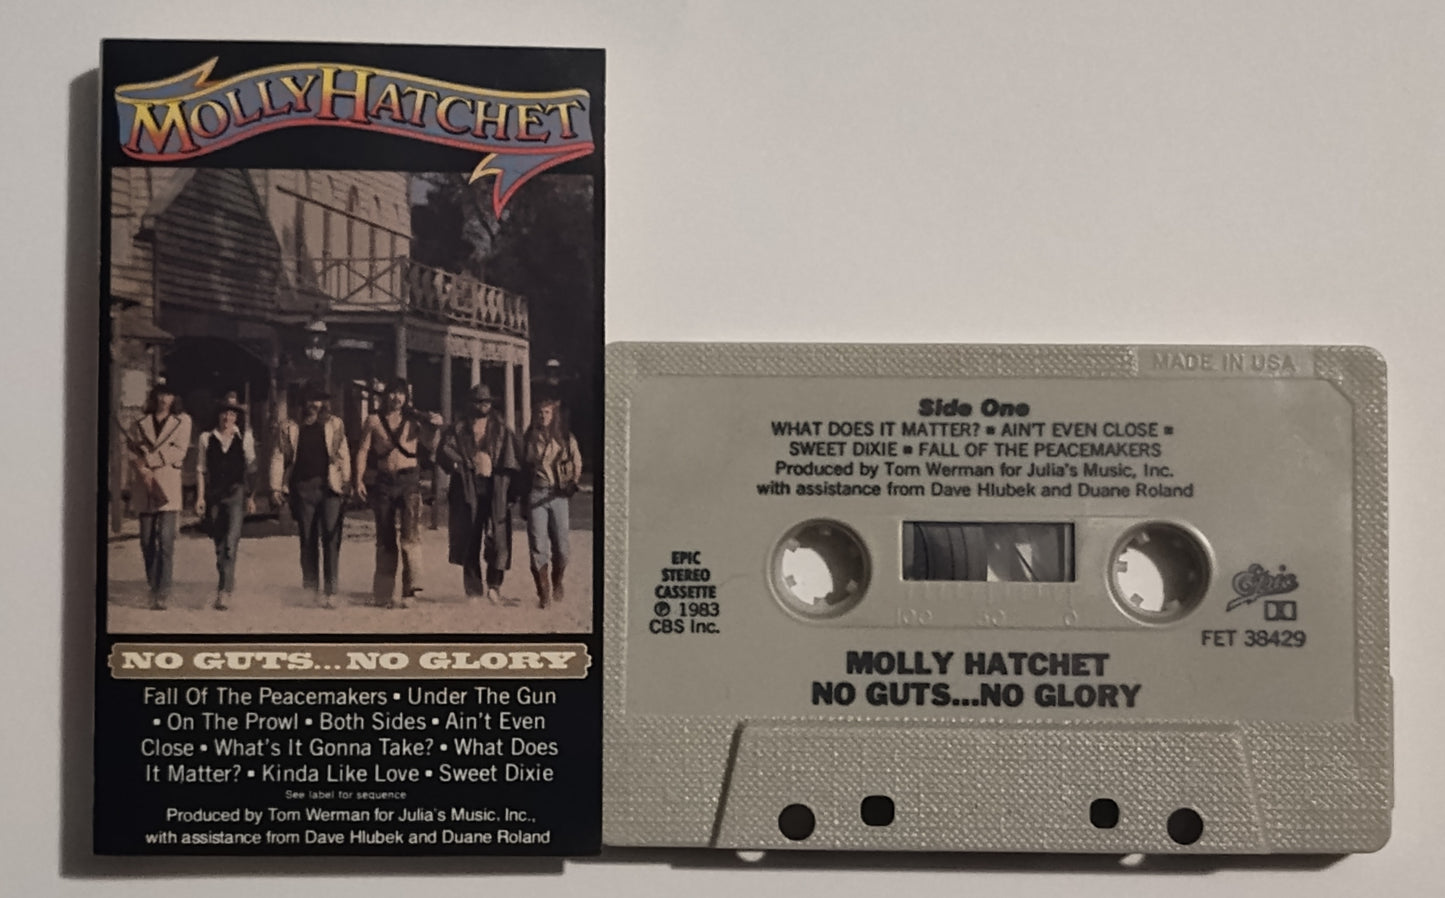 MOLLY HATCHET
NO GUTS...NO GLORY
Fall Of The Peacemakers ▪ Under The Gun
▪ On The Prowl ▪ Both Sides ▪ Ain't Even
Close ▪ What's It Gonna Take? ▪ What Does
It Matter? ▪ Kinda Like Love ▪ Sweet Dixie
See label for sequence
Produced by Tom Werman for Julia's Music, Inc.,
with assistance from Dave Hlubek and Duane Roland
MADE IN USA
Side One
WHAT DOES IT MATTER? ▪ AIN'T EVEN CLOSE ▪
SWEET DIXIE ▪ FALL OF THE PEACEMAKERS
Produced by Tom Werman for Julia's Music, Inc.
with assistance from Dave Hlubek and Duane Roland
EPIC
STEREO
CASSETTE
℗ 1983
CBS Inc.
100 50 0
Epic
FET 38429
MOLLY HATCHET
NO GUTS...NO GLORY